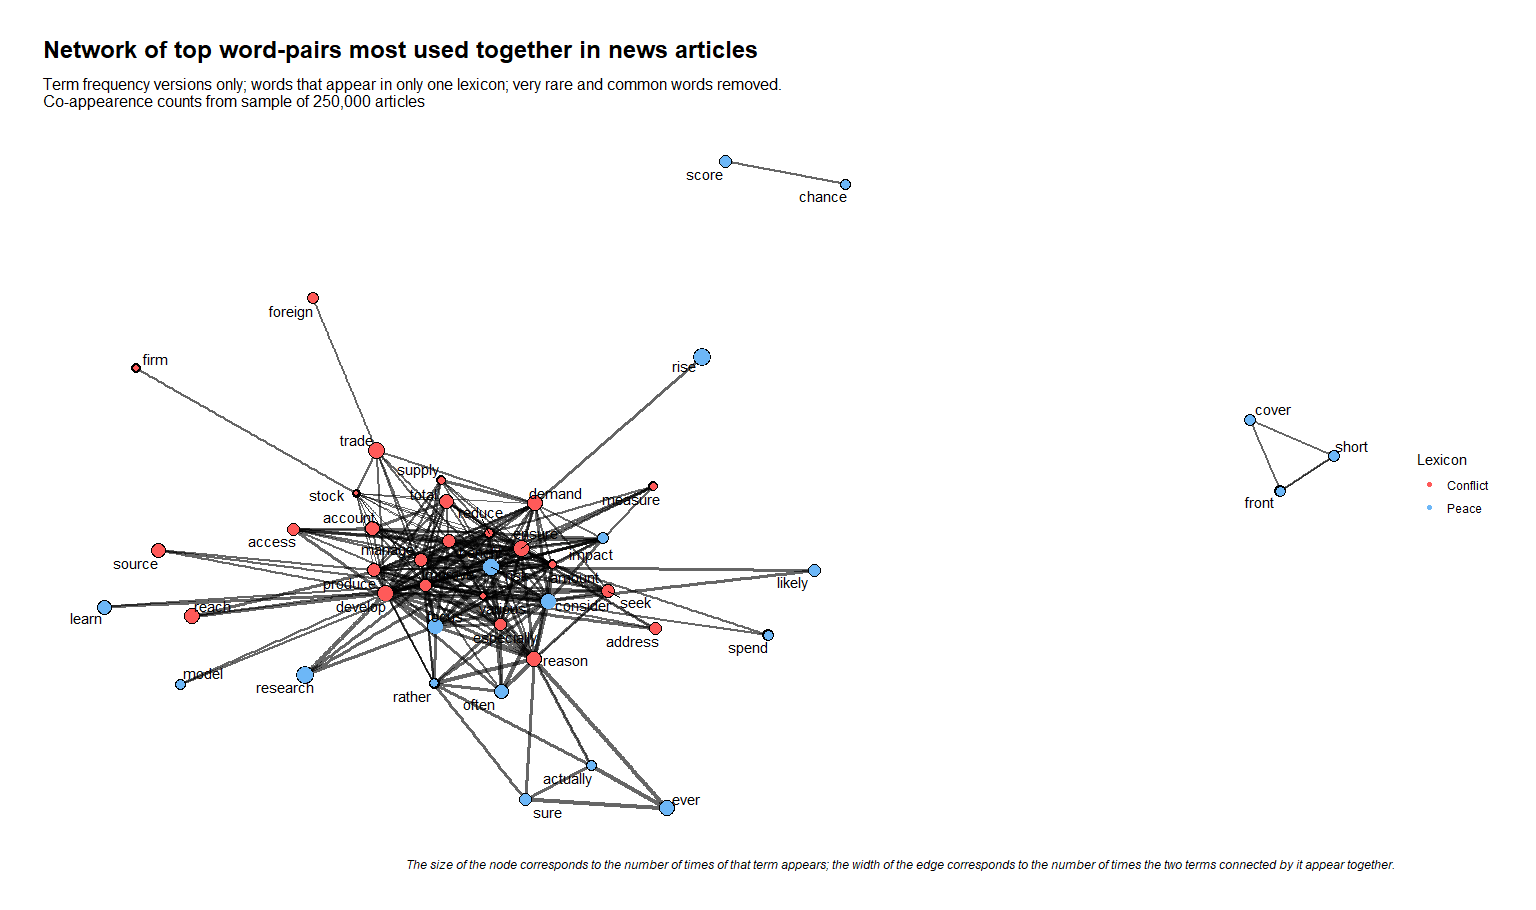 Network of top word-pairs most used together in news articles
Term frequency versions only; words that appear in only one lexicon; very rare and common words removed.
Co-appearence counts from sample of 250,000 articles
score
chance
foreign
firm
rise
cover
short
front
Lexicon
Conflict
Peace
trade
supply
stock
total
demand
measure
reduce
account
access
ensure
manage
impact
source
produce
amount
likely
develop
reach
learn
consider
seek
focus
especially
address
spend
reason
model
research
rather
often
actually
sure
ever
The size of the node corresponds to the number of times of that term appears; the width of the edge corresponds to the number of times the two terms connected by it appear together.